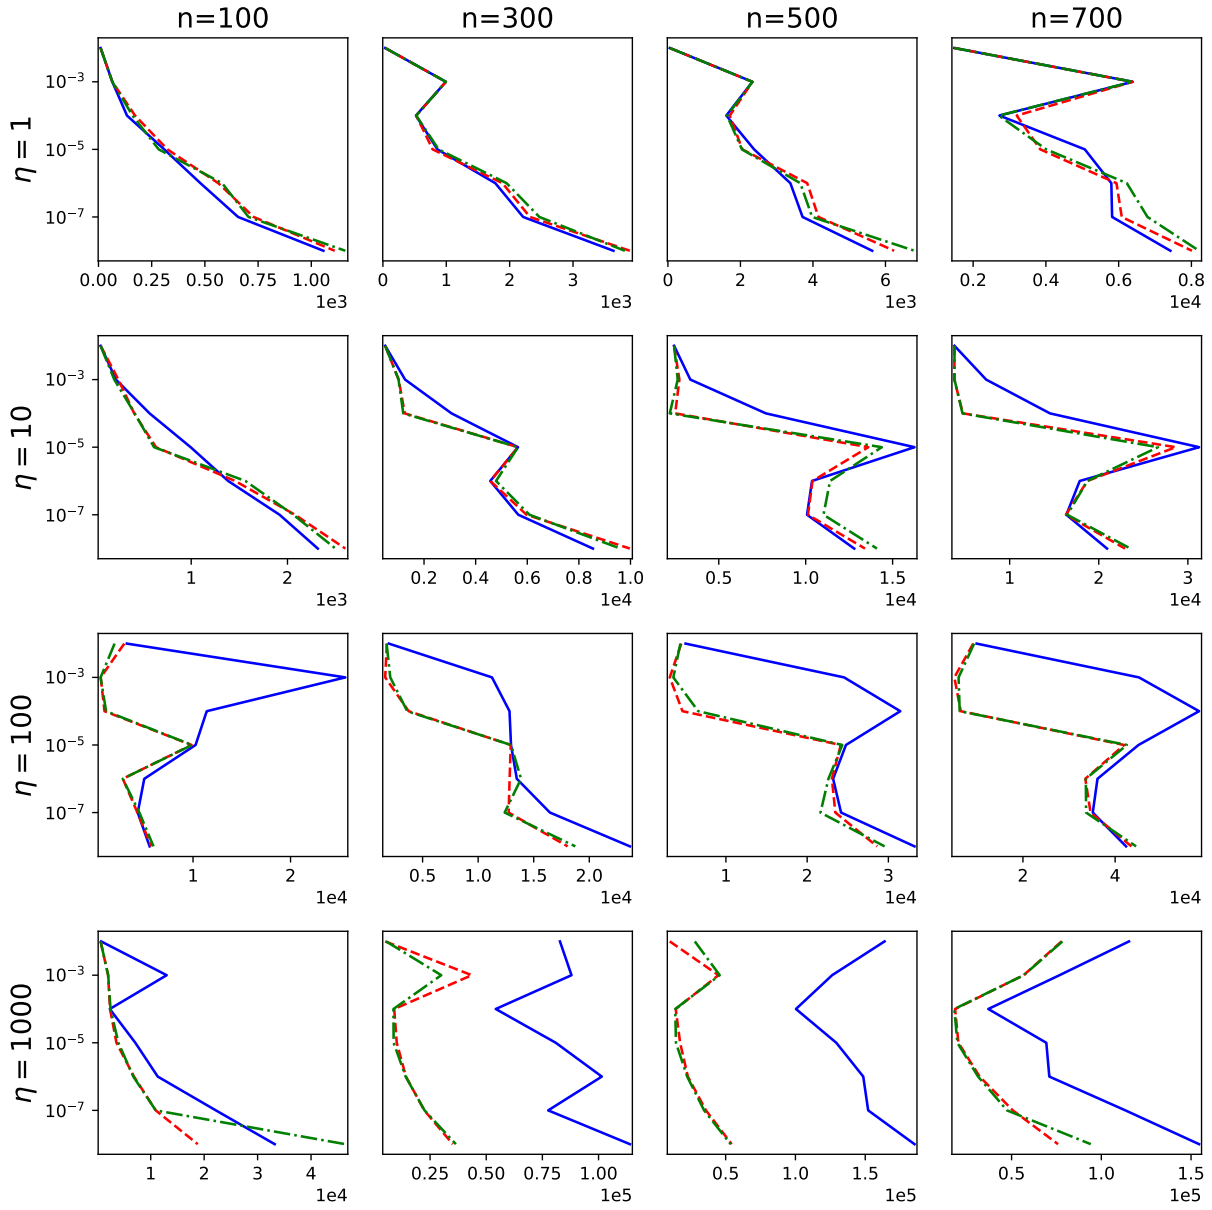 n=100 n=300 n=500 n=700
η = 1
10⁻³
10⁻⁵
10⁻⁷
0.00 0.25 0.50 0.75 1.00
1e3
0 1 2 3
1e3
0 2 4 6
1e3
0.2 0.4 0.6 0.8
1e4
η = 10
10⁻³
10⁻⁵
10⁻⁷
1 2
1e3
0.2 0.4 0.6 0.8 1.0
1e4
0.5 1.0 1.5
1e4
1 2 3
1e4
η = 100
10⁻³
10⁻⁵
10⁻⁷
1 2
1e4
0.5 1.0 1.5 2.0
1e4
1 2 3
1e4
2 4
1e4
η = 1000
10⁻³
10⁻⁵
10⁻⁷
1 2 3 4
1e4
0.25 0.50 0.75 1.00
1e5
0.5 1.0 1.5
1e5
0.5 1.0 1.5
1e5